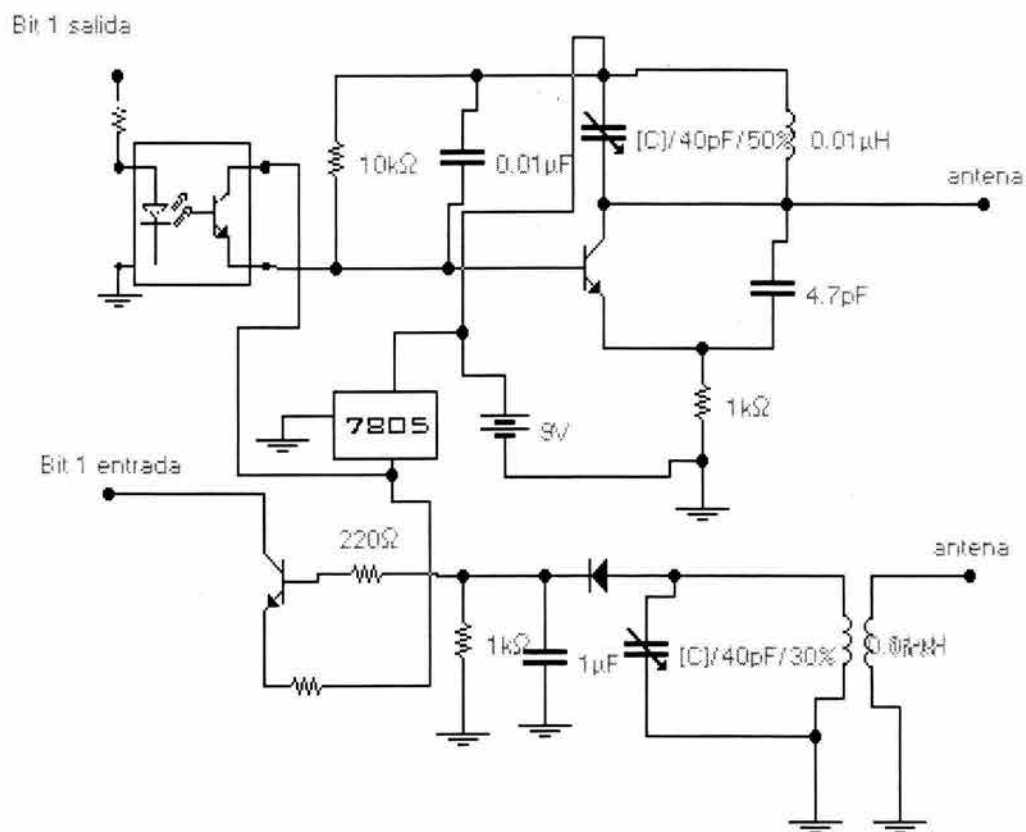 Bit 1 salida
10kΩ
0.01µF
[C]/40pF/50%
0.01µH
antena
4.7pF
7805
9V
1kΩ
Bit 1 entrada
220Ω
antena
1kΩ
1µF
[C]/40pF/30%